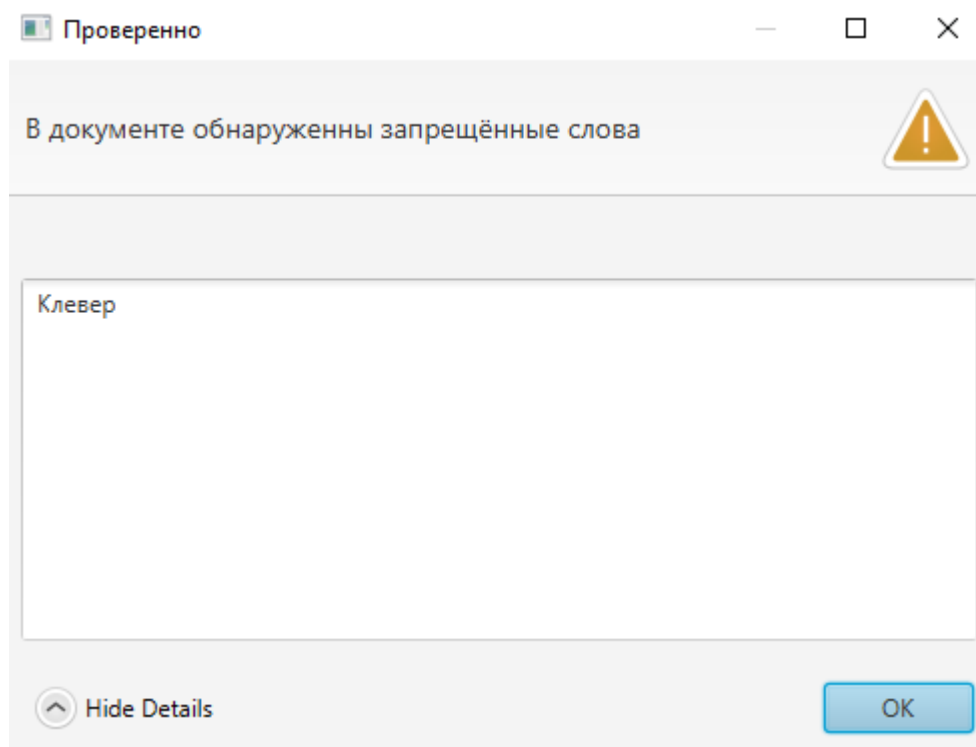 Проверенно
В документе обнаруженны запрещённые слова
Клевер
Hide Details
OK